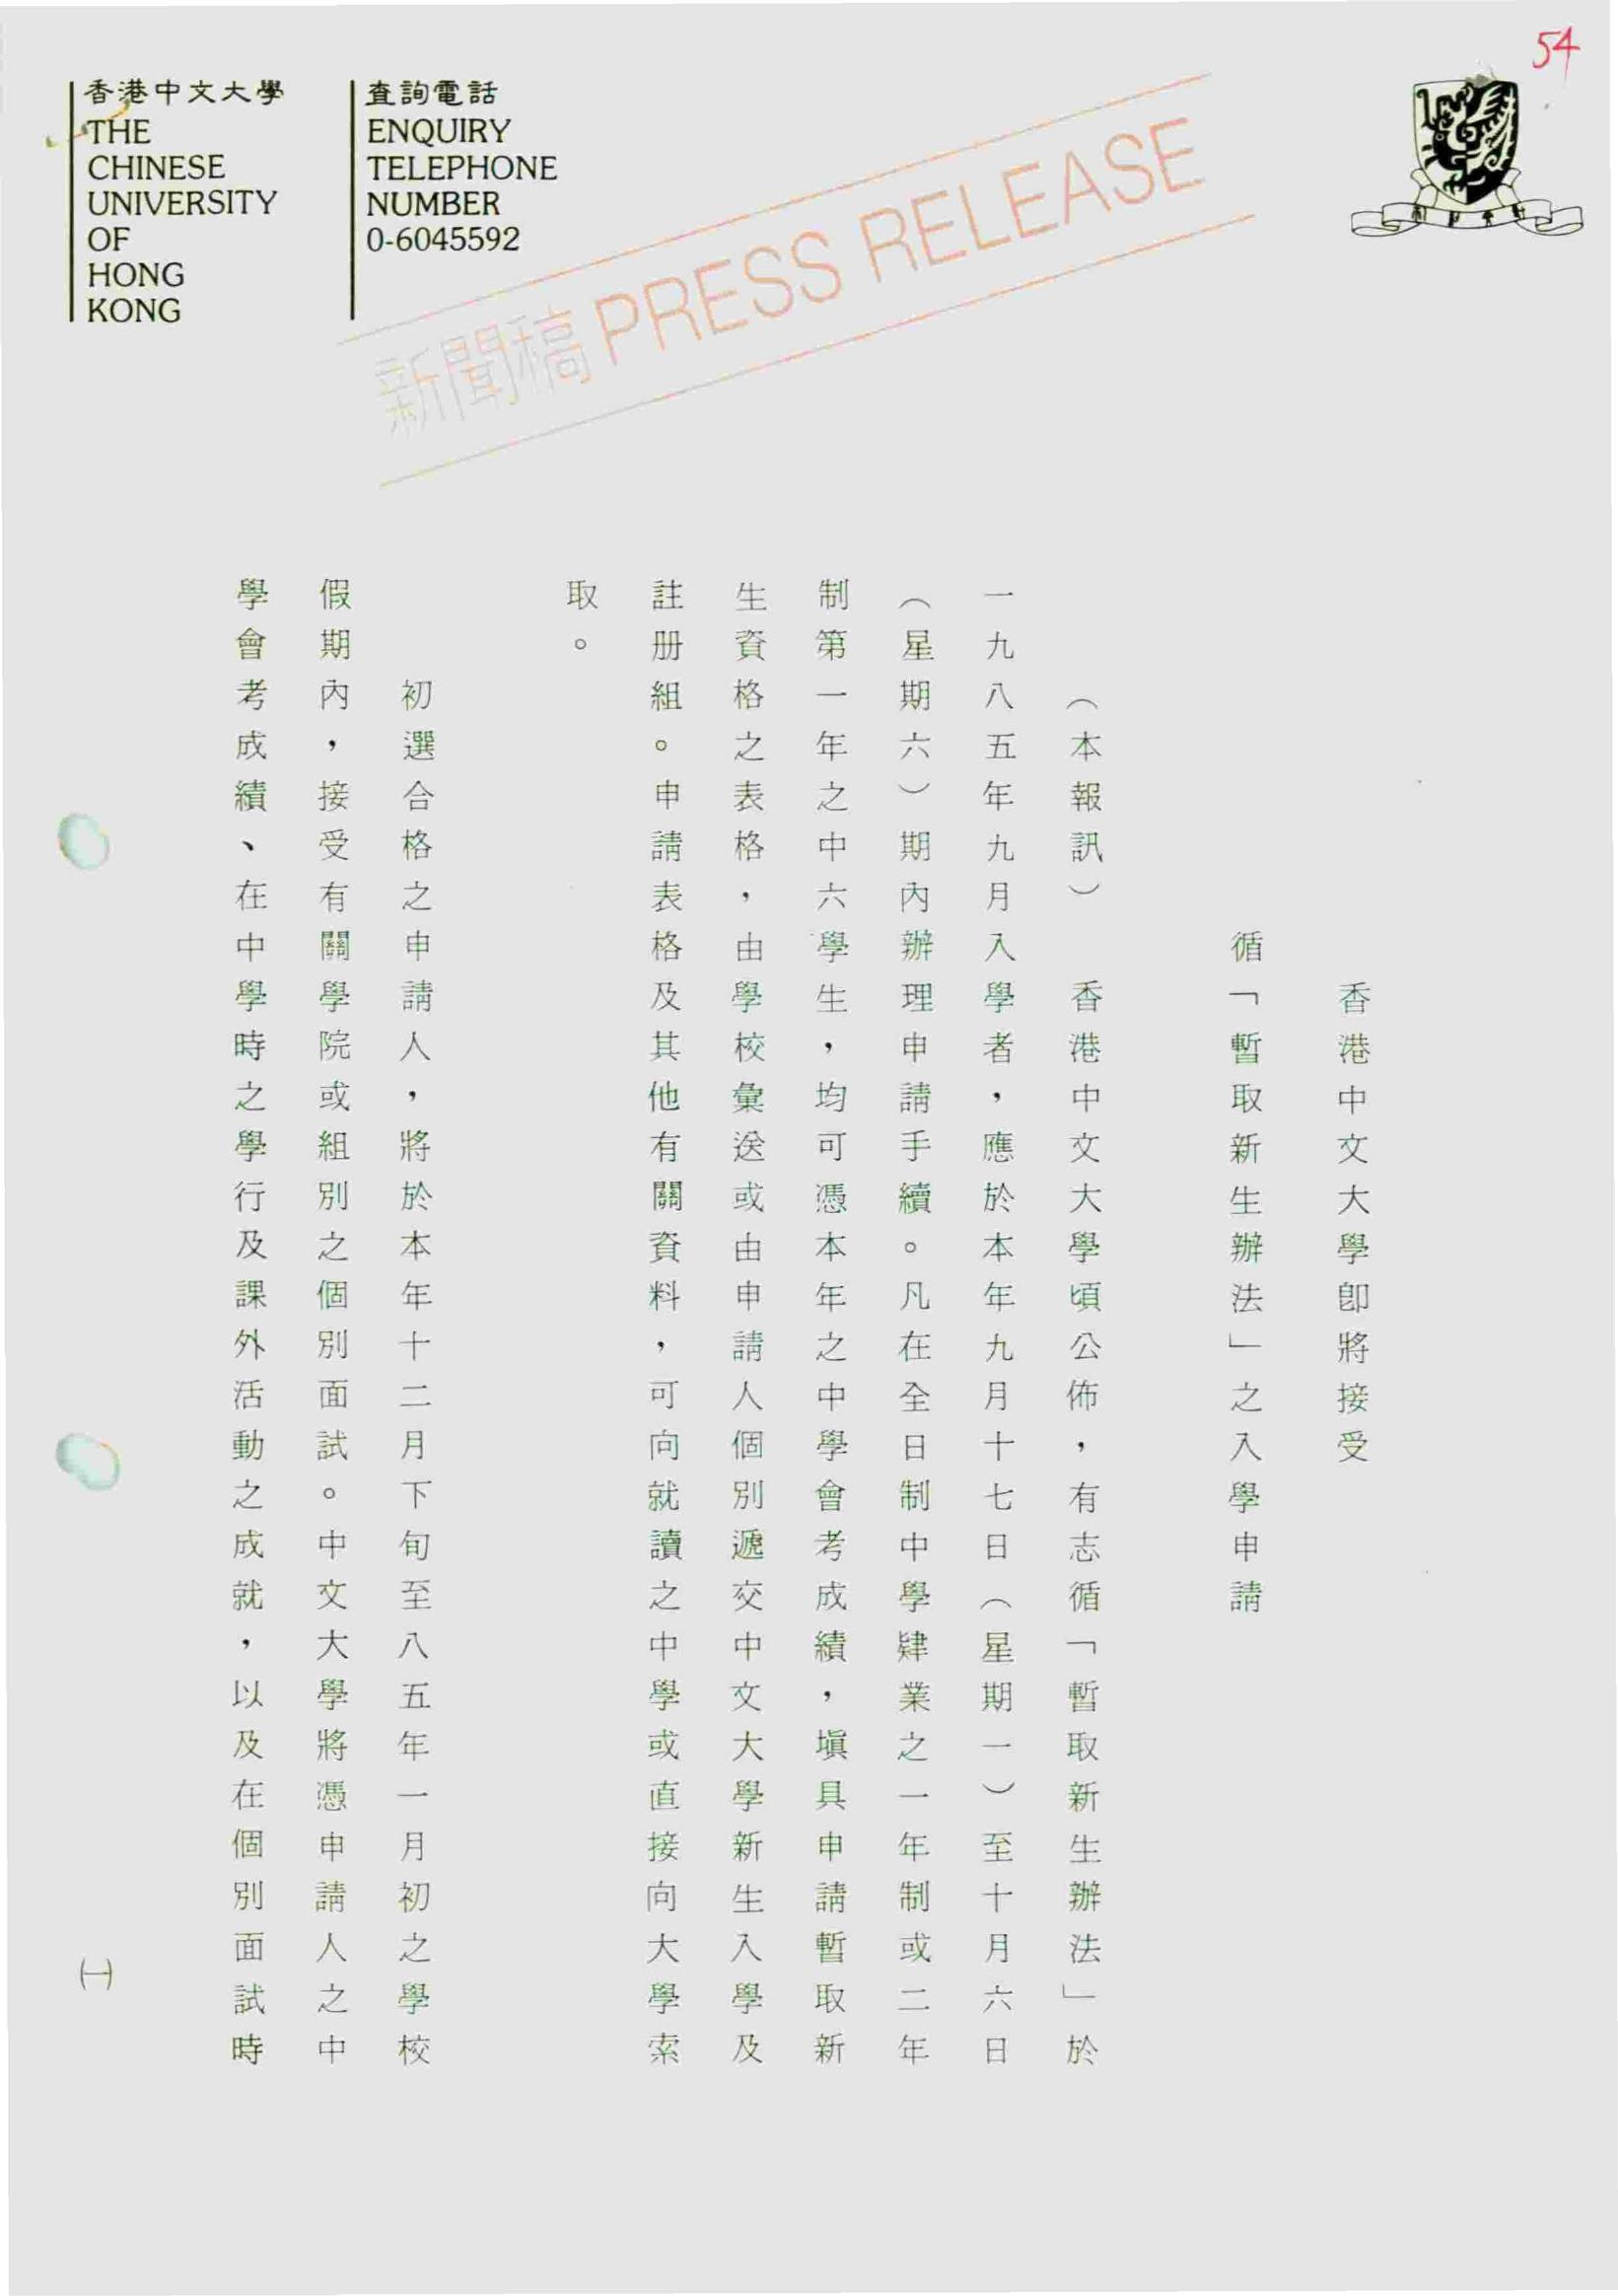 54
香港中文大學
THE
CHINESE
UNIVERSITY
OF
HONG
KONG
查詢電話
ENQUIRY
TELEPHONE
NUMBER
0-6045592
新聞稿 PRESS RELEASE
香港中文大學即將接受
循「暫取新生辦法」之入學申請
（本報訊） 香港中文大學頃公佈，有志循「暫取新生辦法」於
一九八五年九月入學者，應於本年九月十七日（星期一）至十月六日
（星期六）期內辦理申請手續。凡在全日制中學肄業之一年制或二年
制第一年之中六學生，均可憑本年之中學會考成績，塡具申請暫取新
生資格之表格，由學校彙送或由申請人個別遞交中文大學新生入學及
註册組。申請表格及其他有關資料，可向就讀之中學或直接向大學索
取。
初選合格之申請人，將於本年十二月下旬至八五年一月初之學校
假期內，接受有關學院或組別之個別面試。中文大學將憑申請人之中
學會考成績、在中學時之學行及課外活動之成就，以及在個別面試時
㈠